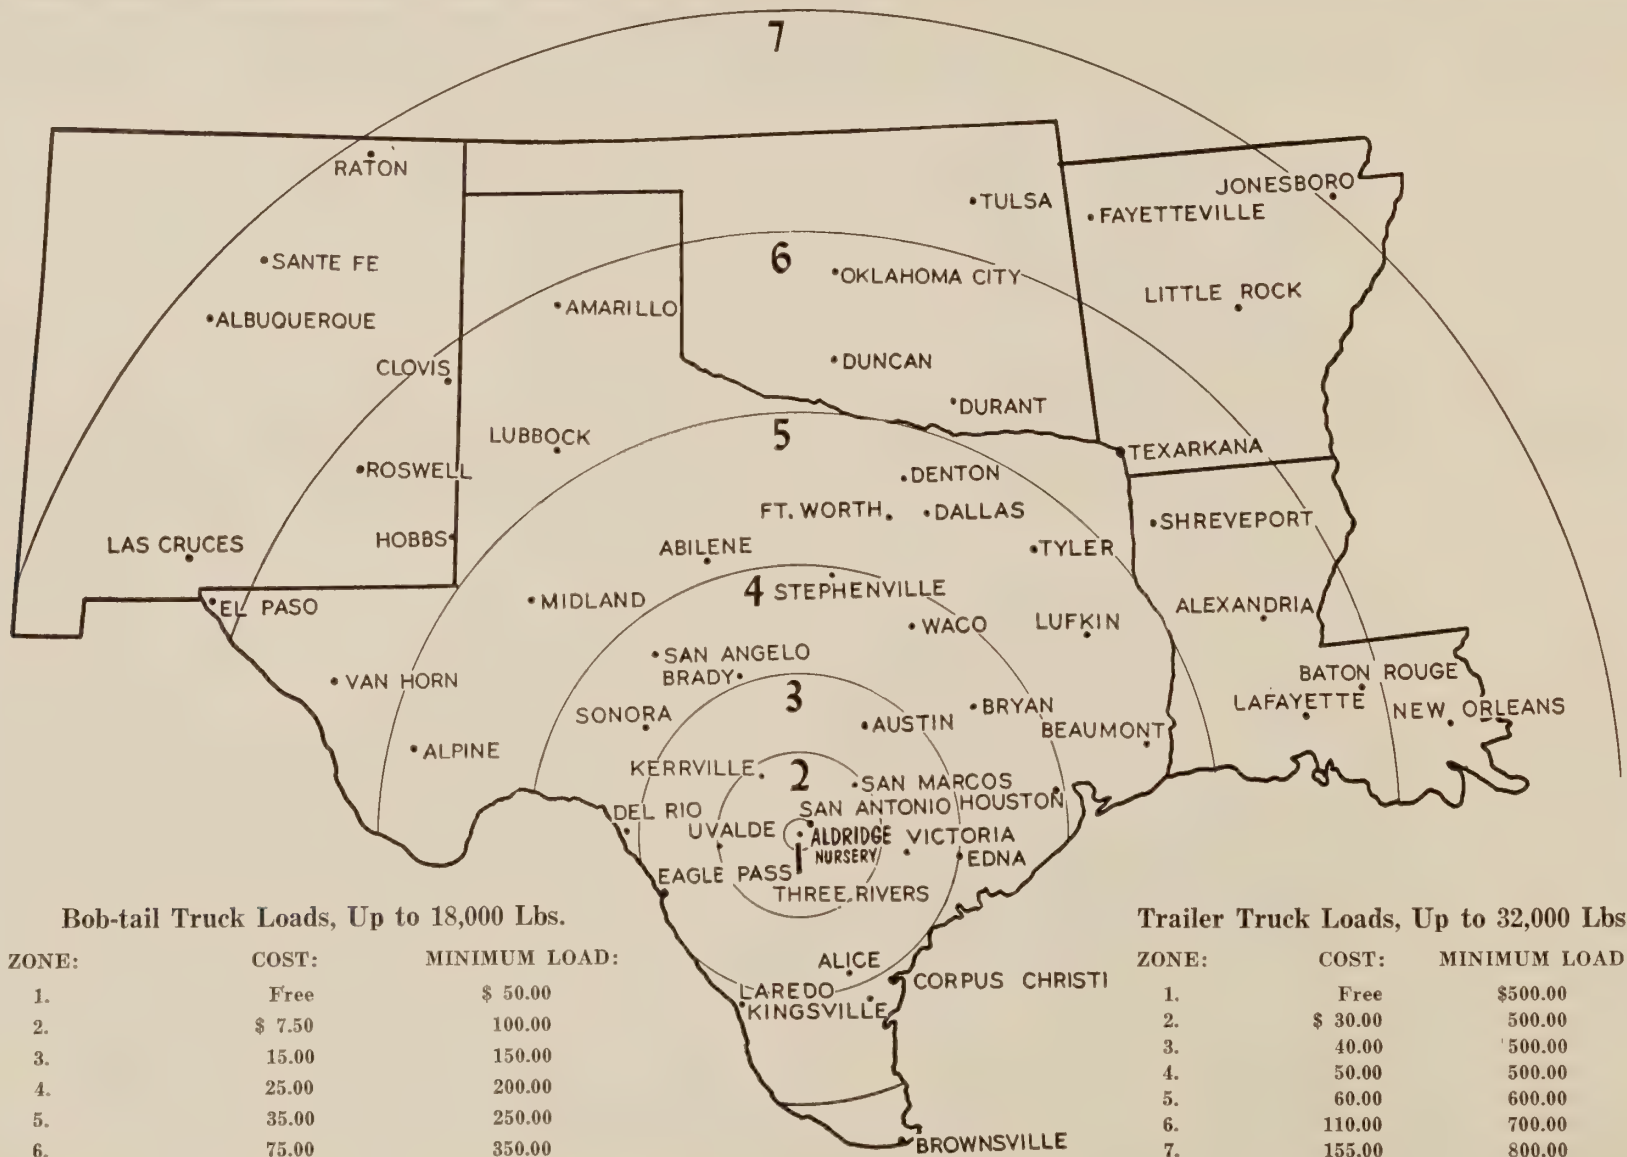 7
RATON
JONESBORO
TULSA
FAYETTEVILLE
SANTE FE
6
OKLAHOMA CITY
LITTLE ROCK
AMARILLO
ALBUQUERQUE
CLOVIS
DUNCAN
DURANT
5
LUBBOCK
TEXARKANA
ROSWELL
DENTON
FT. WORTH
DALLAS
SHREVEPORT
HOBBS
LAS CRUCES
ABILENE
TYLER
4
STEPHENVILLE
EL PASO
MIDLAND
ALEXANDRIA
WACO
LUFKIN
SAN ANGELO
BRADY
VAN HORN
BATON ROUGE
3
SONORA
AUSTIN
BRYAN
LAFAYETTE
NEW ORLEANS
BEAUMONT
ALPINE
KERRVILLE
2
SAN MARCOS
DEL RIO
SAN ANTONIO
HOUSTON
UVALDE
ALDRIDGE
NURSERY
VICTORIA
1
EDNA
EAGLE PASS
THREE RIVERS
ALICE
CORPUS CHRISTI
LAREDO
KINGSVILLE
BROWNSVILLE
Bob-tail Truck Loads, Up to 18,000 Lbs.
ZONE: COST: MINIMUM LOAD:
1. Free $ 50.00
2. $ 7.50 100.00
3. 15.00 150.00
4. 25.00 200.00
5. 35.00 250.00
6. 75.00 350.00
Trailer Truck Loads, Up to 32,000 Lbs
ZONE: COST: MINIMUM LOAD
1. Free $500.00
2. $ 30.00 500.00
3. 40.00 500.00
4. 50.00 500.00
5. 60.00 600.00
6. 110.00 700.00
7. 155.00 800.00